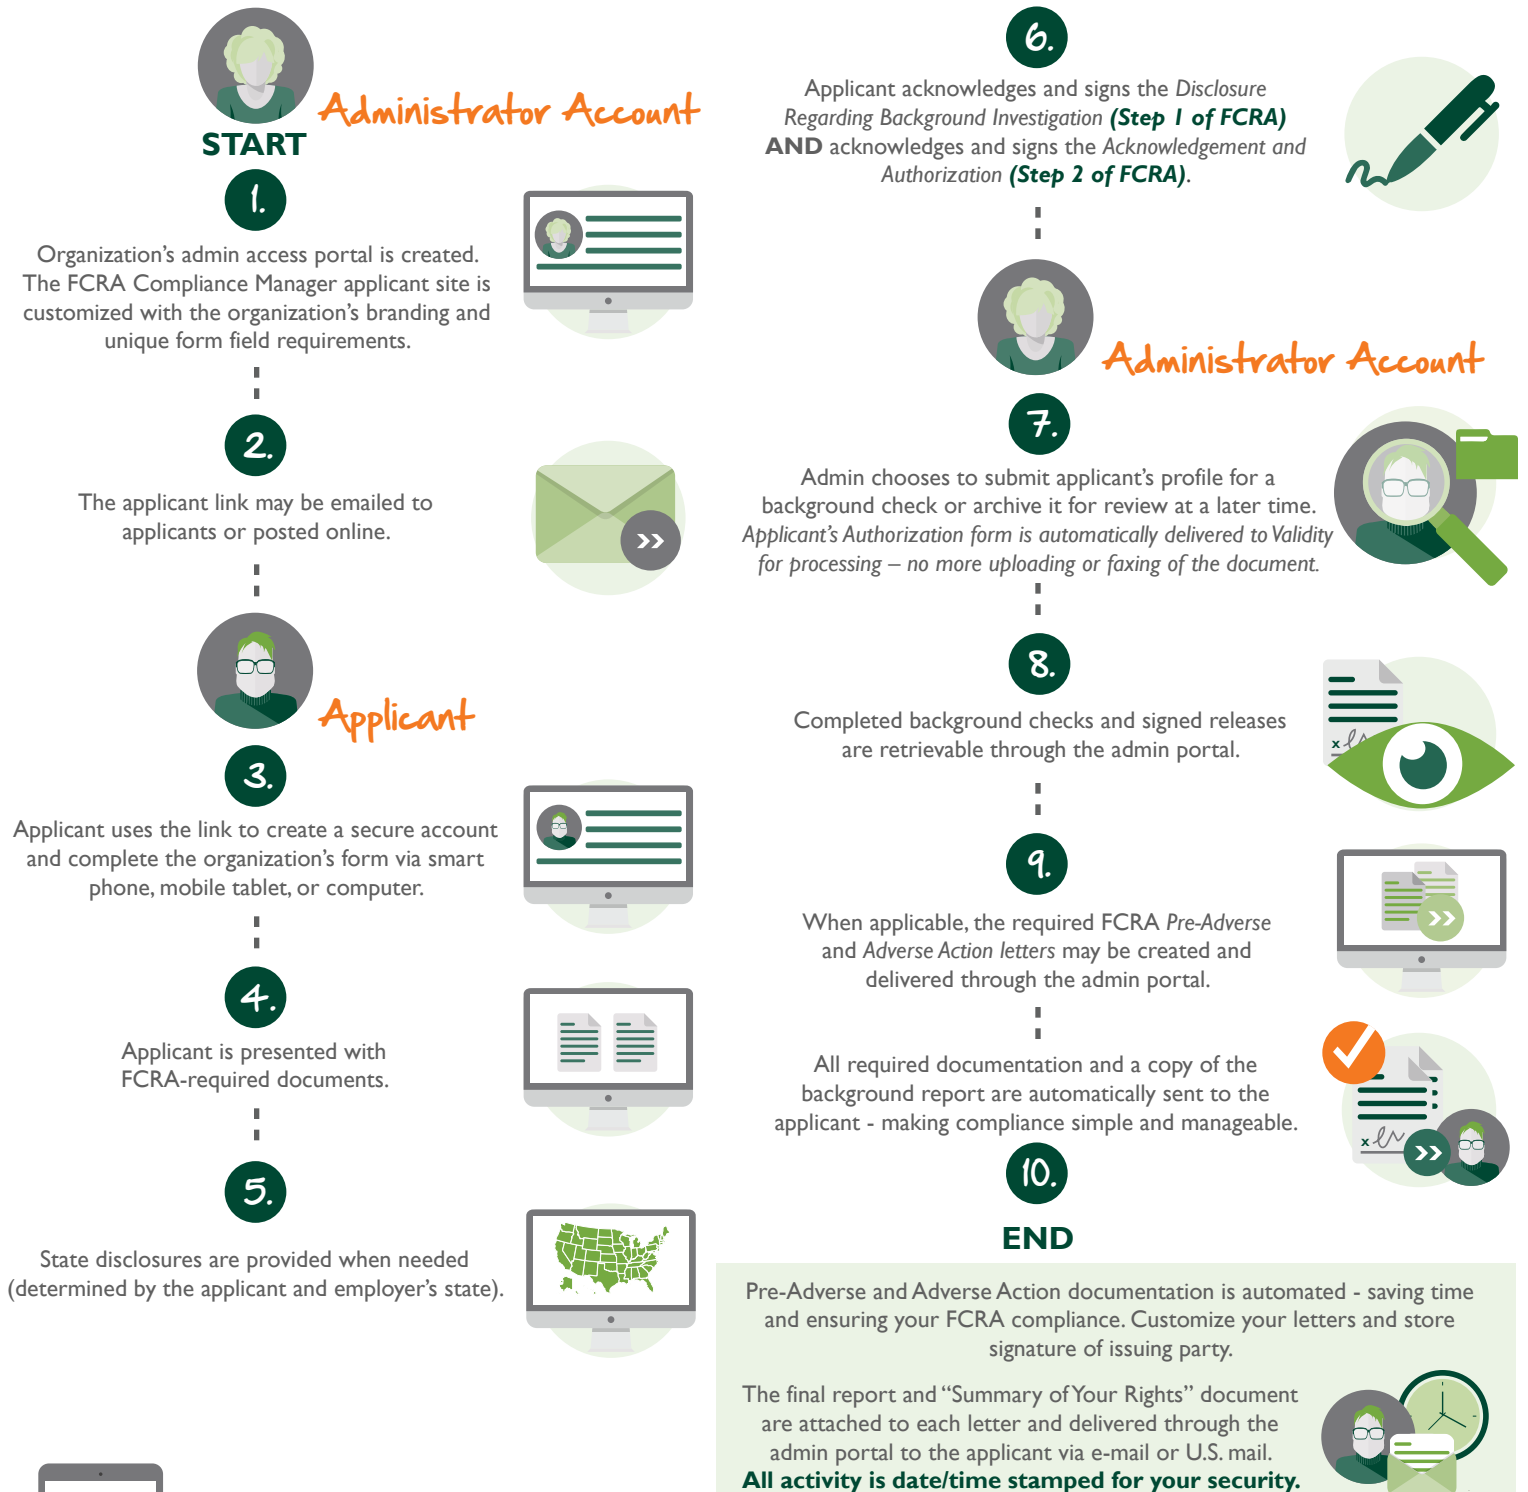 Administrator Account
START
1.
Organization’s admin access portal is created.
The FCRA Compliance Manager applicant site is
customized with the organization’s branding and
unique form field requirements.
2.
The applicant link may be emailed to
applicants or posted online.
Applicant
3.
Applicant uses the link to create a secure account
and complete the organization’s form via smart
phone, mobile tablet, or computer.
4.
Applicant is presented with
FCRA-required documents.
5.
State disclosures are provided when needed
(determined by the applicant and employer’s state).
6.
Applicant acknowledges and signs the Disclosure
Regarding Background Investigation (Step 1 of FCRA)
AND acknowledges and signs the Acknowledgement and
Authorization (Step 2 of FCRA).
Administrator Account
7.
Admin chooses to submit applicant’s profile for a
background check or archive it for review at a later time.
Applicant’s Authorization form is automatically delivered to Validity
for processing – no more uploading or faxing of the document.
8.
Completed background checks and signed releases
are retrievable through the admin portal.
x
9.
When applicable, the required FCRA Pre-Adverse
and Adverse Action letters may be created and
delivered through the admin portal.
All required documentation and a copy of the
background report are automatically sent to the
applicant - making compliance simple and manageable.
x
10.
END
Pre-Adverse and Adverse Action documentation is automated - saving time
and ensuring your FCRA compliance. Customize your letters and store
signature of issuing party.
The final report and “Summary of Your Rights” document
are attached to each letter and delivered through the
admin portal to the applicant via e-mail or U.S. mail.
All activity is date/time stamped for your security.